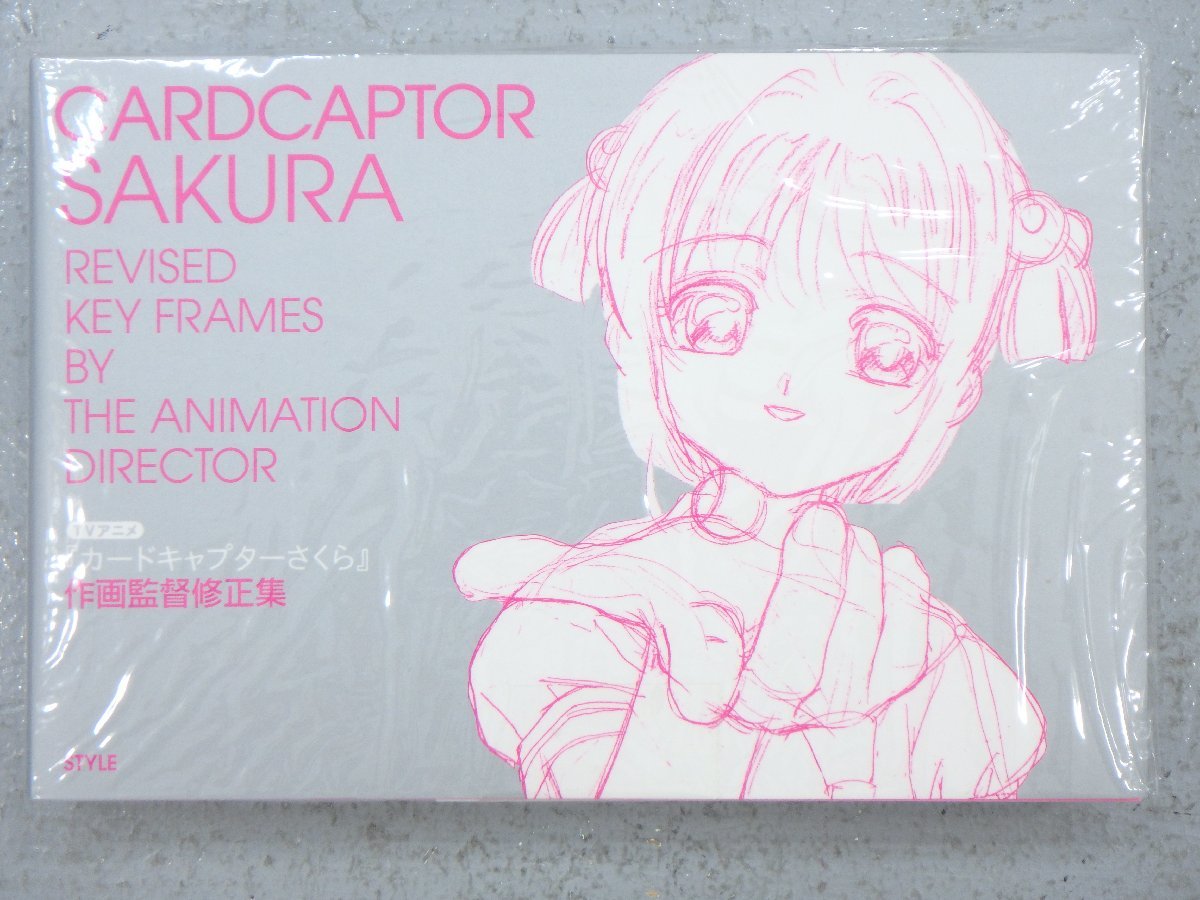 CARDCAPTOR
SAKURA
REVISED
KEY FRAMES
BY
THE ANIMATION
DIRECTOR
TVアニメ
『カードキャプターさくら』
作画監督修正集
STYLE